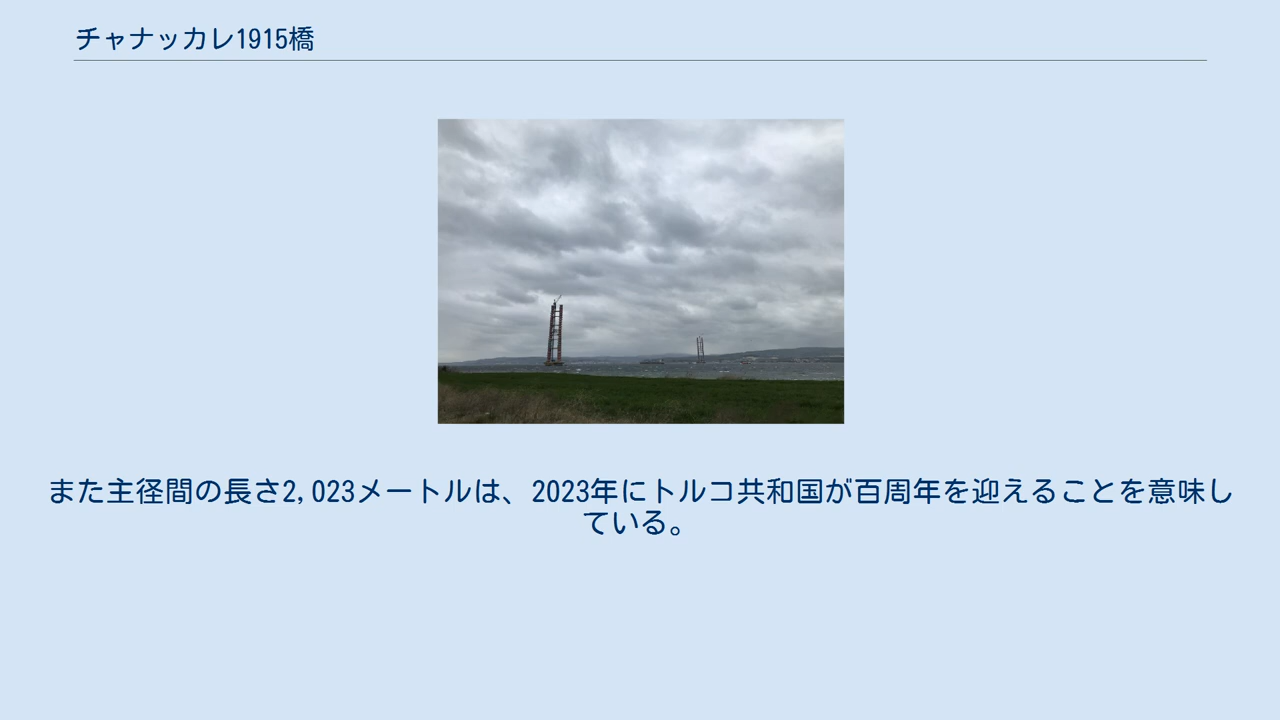 チャナッカレ1915橋
また主径間の長さ2,023メートルは、2023年にトルコ共和国が百周年を迎えることを意味し
ている。